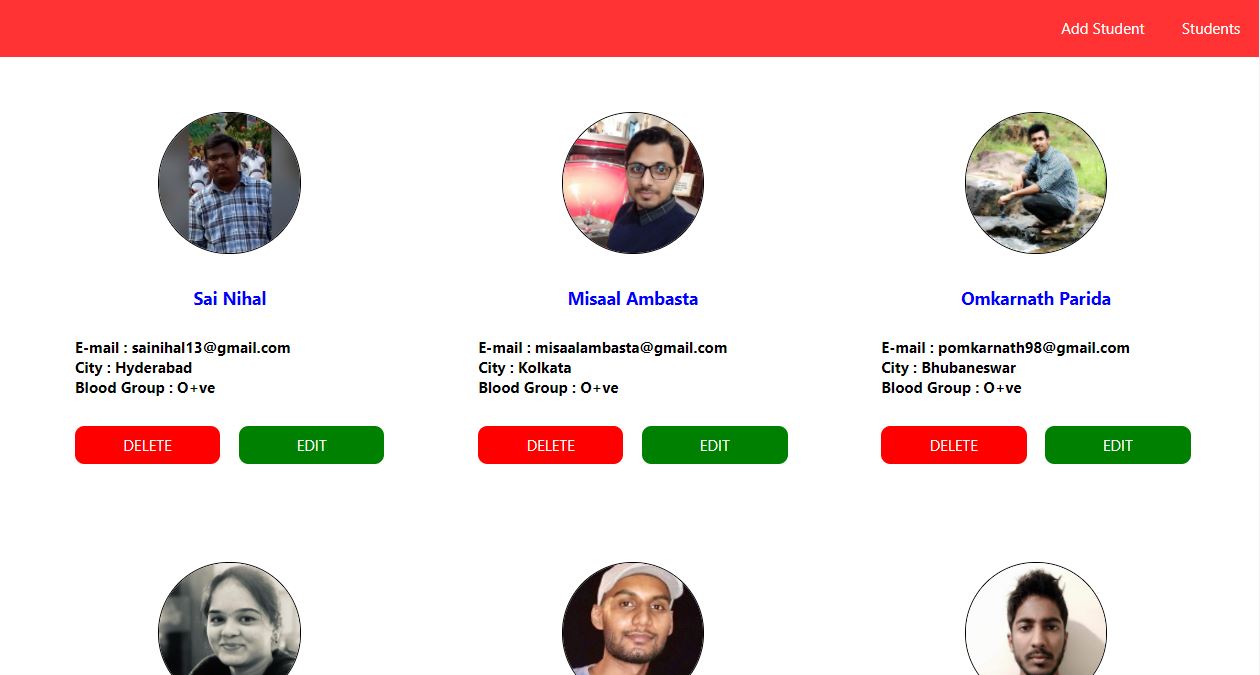 Add Student Students
Sai Nihal
E-mail : sainihal13@gmail.com
City : Hyderabad
Blood Group : O+ve
DELETE EDIT
Misaal Ambasta
E-mail : misaalambasta@gmail.com
City : Kolkata
Blood Group : O+ve
DELETE EDIT
Omkarnath Parida
E-mail : pomkarnath98@gmail.com
City : Bhubaneswar
Blood Group : O+ve
DELETE EDIT